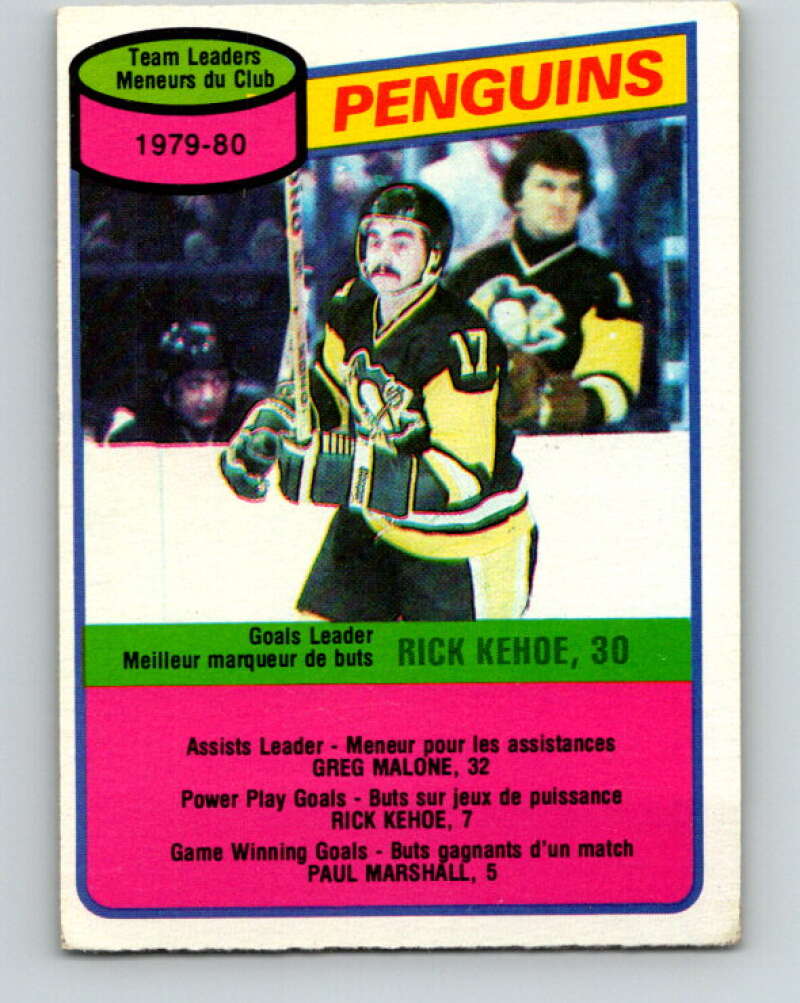 Team Leaders
Meneurs du Club
1979-80
PENGUINS
17
Goals Leader
Meilleur marqueur de buts
RICK KEHOE, 30
Assists Leader - Meneur pour les assistances
GREG MALONE, 32
Power Play Goals - Buts sur jeux de puissance
RICK KEHOE, 7
Game Winning Goals - Buts gagnants d'un match
PAUL MARSHALL, 5